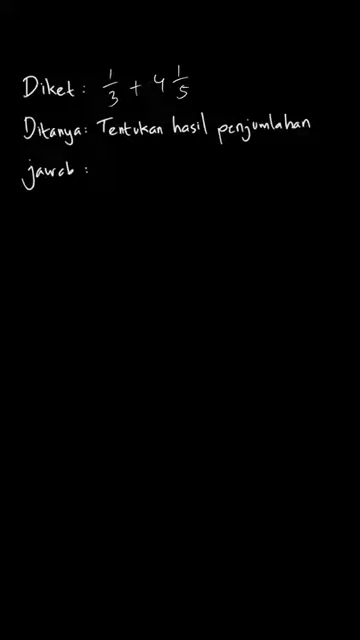 Diket : 1/3 + 4 1/5
Ditanya : Tentukan hasil penjumlahan
jawab :